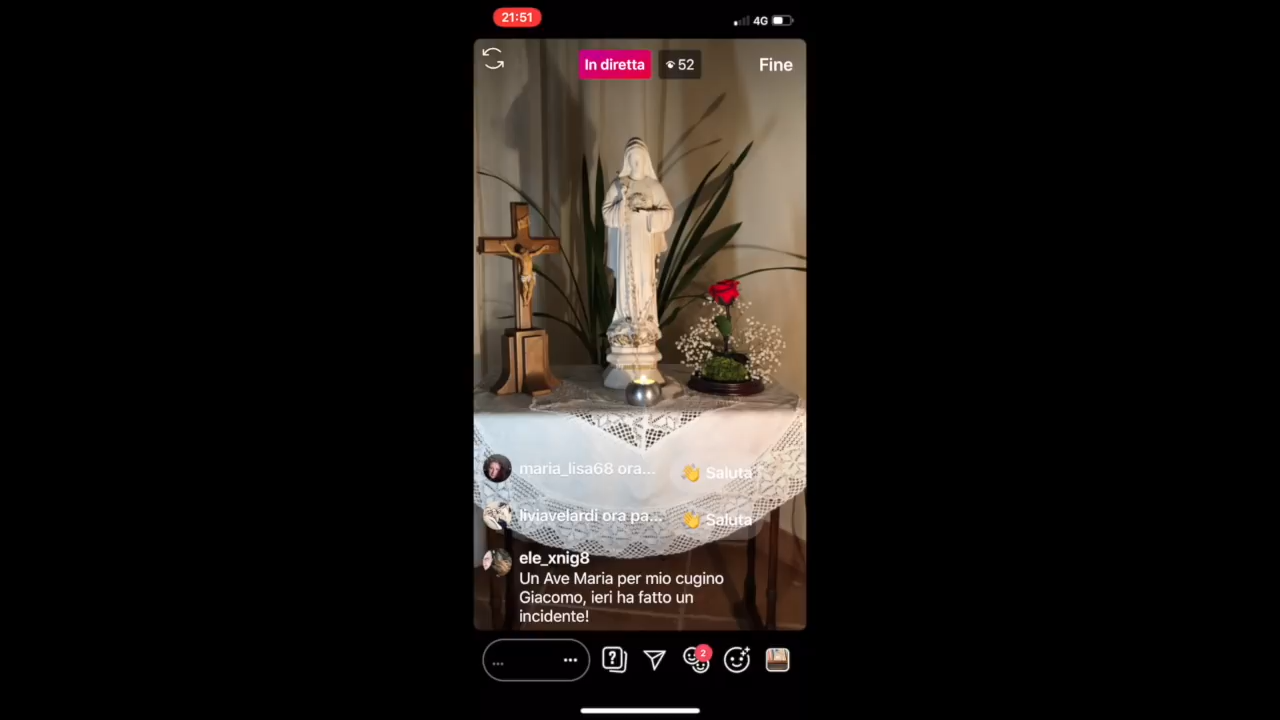 21:51
4G
In diretta
52
Fine
maria_lisa68 ora...
👋 Saluta
liviavelardi ora pa...
👋 Saluta
ele_xnig8
Un Ave Maria per mio cugino
Giacomo, ieri ha fatto un
incidente!
...
2